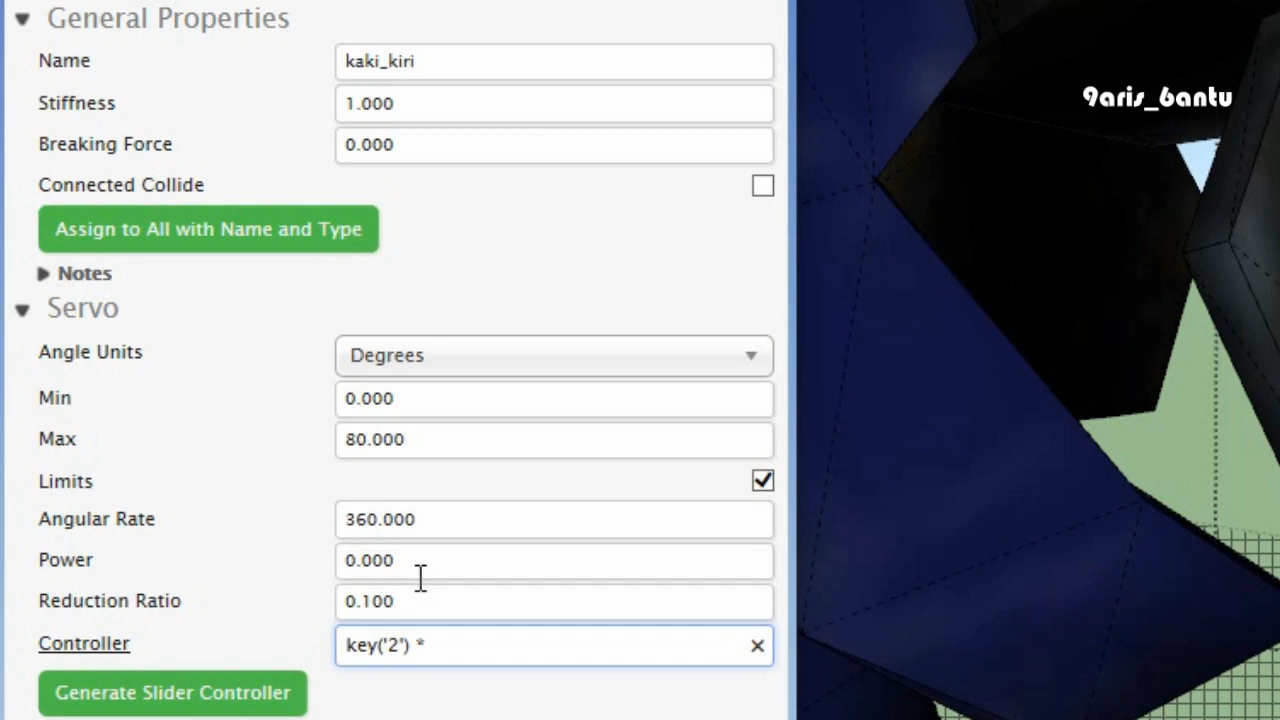 General Properties
Name kaki_kiri
Stiffness 1.000
Breaking Force 0.000
Connected Collide
Assign to All with Name and Type
Notes
Servo
Angle Units Degrees
Min 0.000
Max 80.000
Limits
Angular Rate 360.000
Power 0.000
Reduction Ratio 0.100
Controller key('2') *
Generate Slider Controller
9aris_6antu